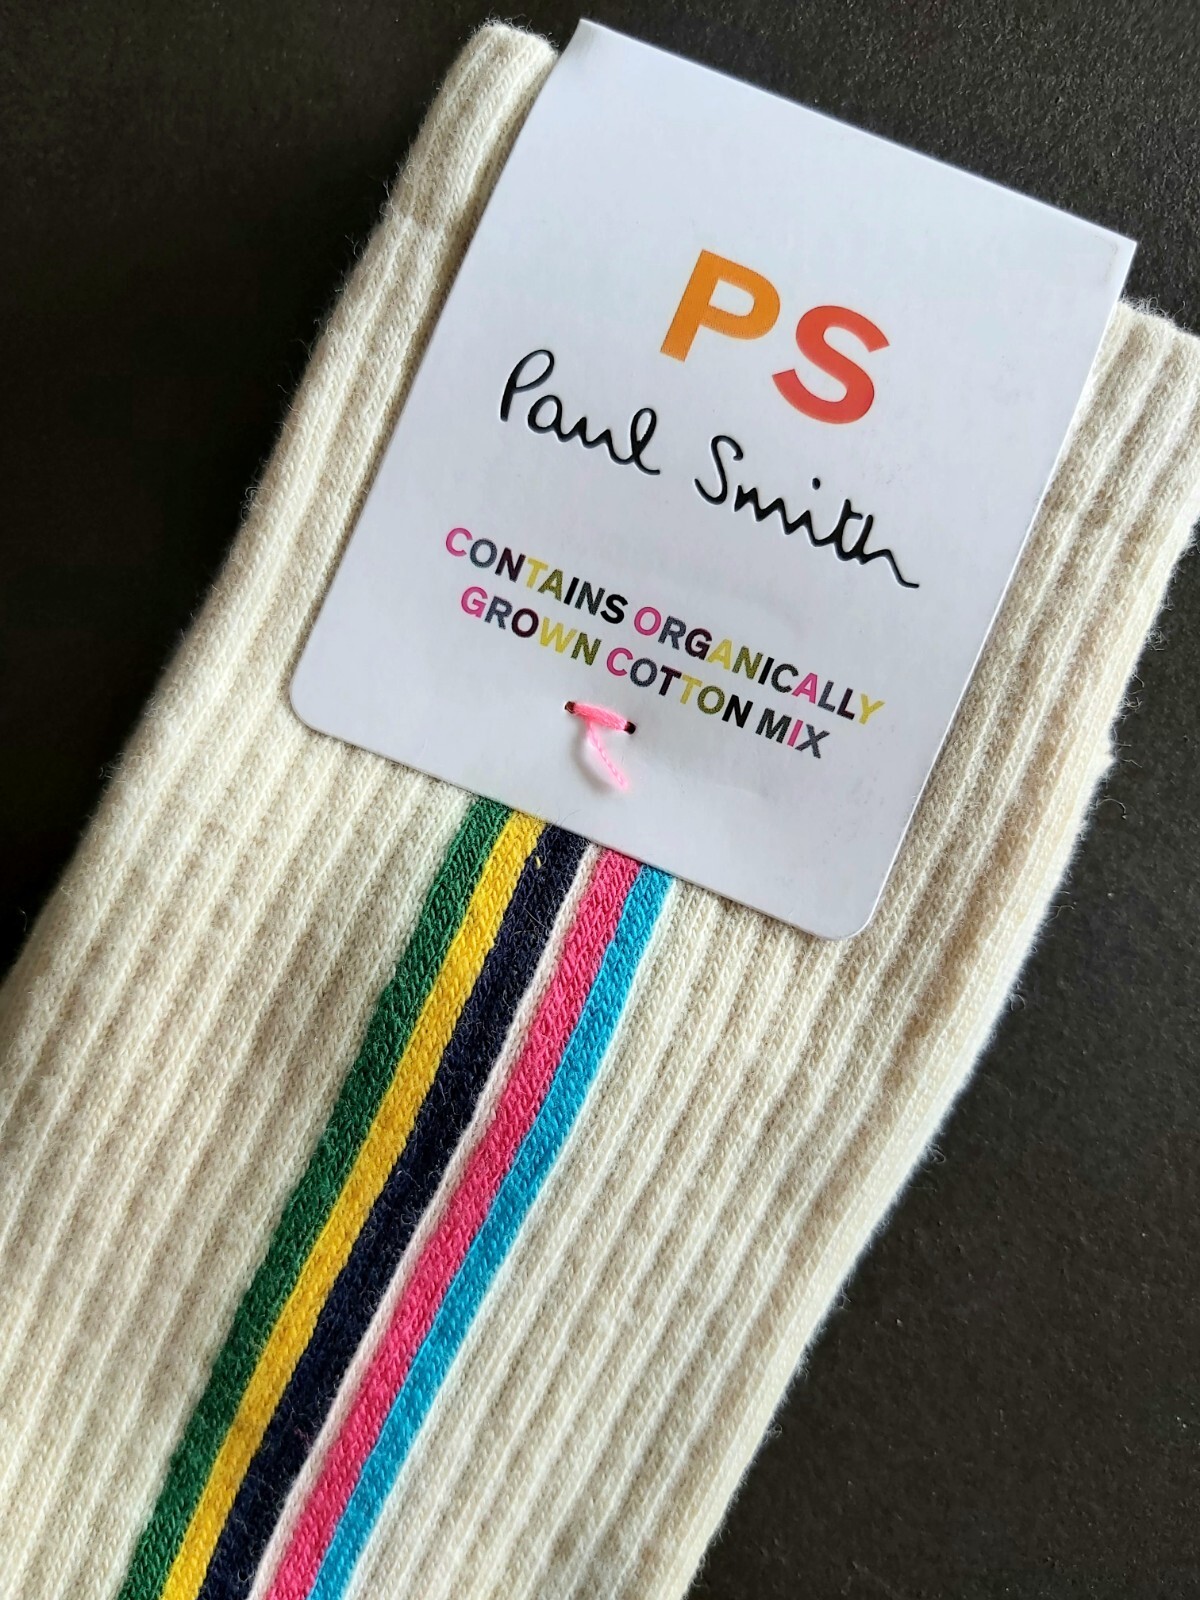 PS
Paul Smith
CONTAINS ORGANICALLY
GROWN COTTON MIX